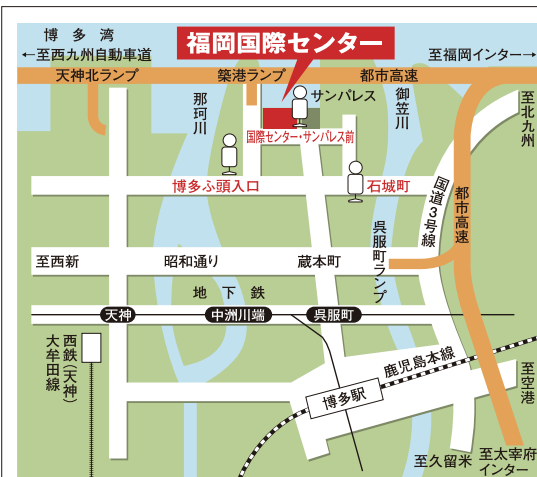 博多湾
←至西九州自動車道
福岡国際センター
至福岡インター→
天神北ランプ
築港ランプ
都市高速
那珂川
サンパレス
御笠川
至北九州
国際センター・サンパレス前
博多ふ頭入口
石城町
国道3号線
都市高速
呉服町ランプ
至西新
昭和通り
蔵本町
地下鉄
天神
中洲川端
呉服町
西鉄(天神)
大牟田線
鹿児島本線
博多駅
至空港
至久留米
至太宰府
インター